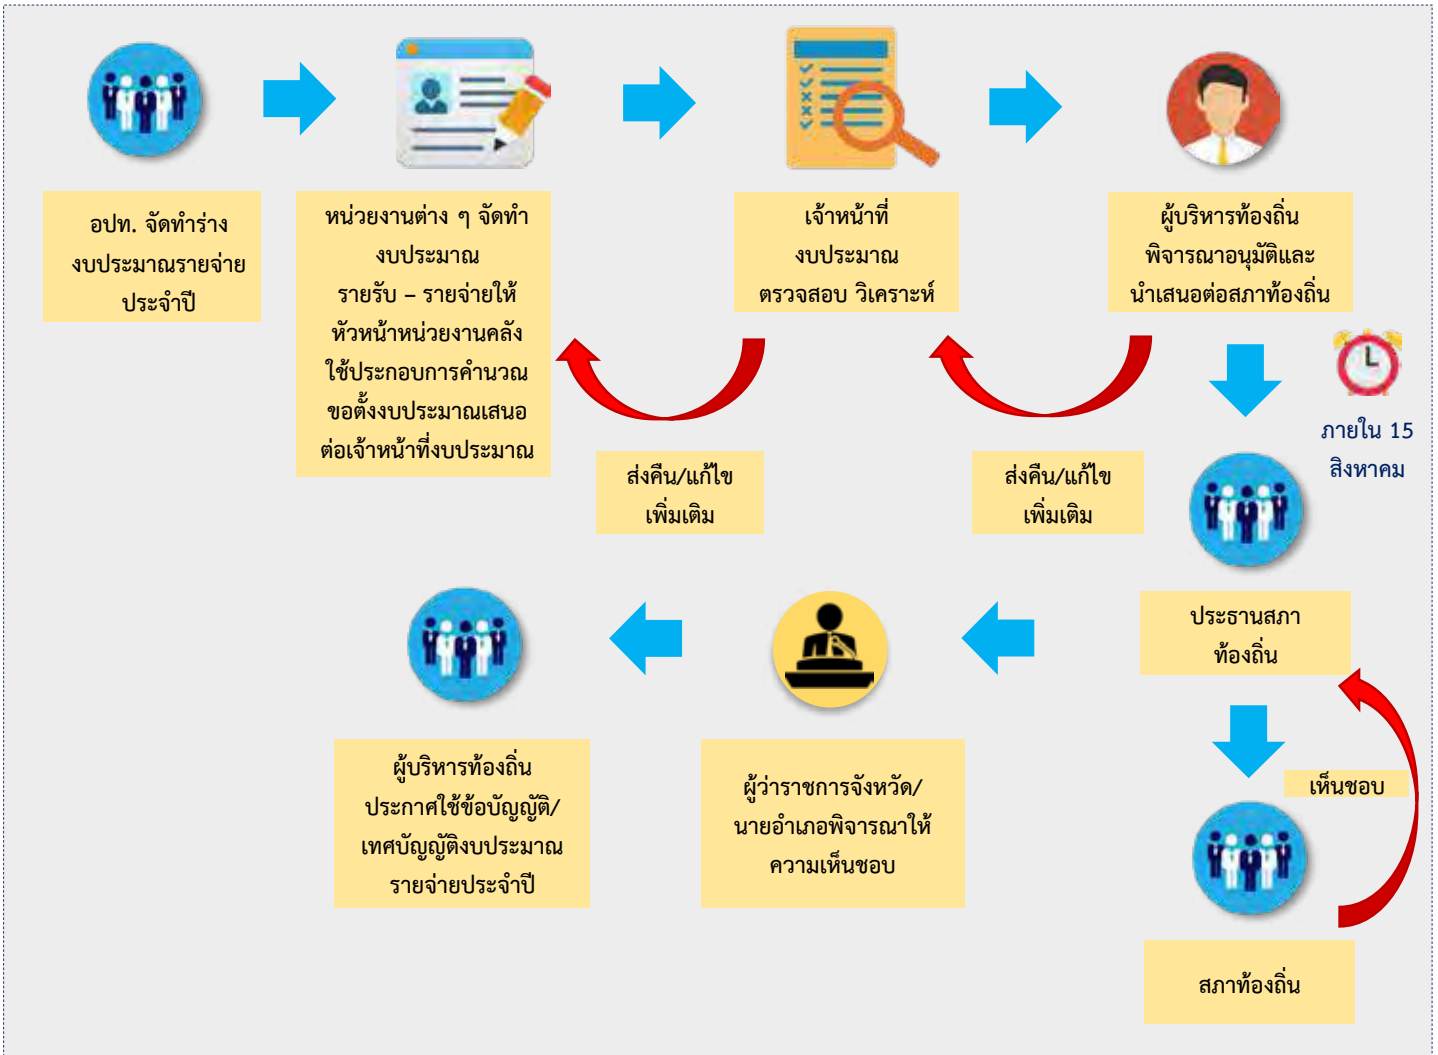 อปท. จัดทำร่าง
งบประมาณรายจ่าย
ประจำปี
หน่วยงานต่าง ๆ จัดทำ
งบประมาณ
รายรับ – รายจ่ายให้
หัวหน้าหน่วยงานคลัง
ใช้ประกอบการคำนวณ
ขอตั้งงบประมาณเสนอ
ต่อเจ้าหน้าที่งบประมาณ
เจ้าหน้าที่
งบประมาณ
ตรวจสอบ วิเคราะห์
ผู้บริหารท้องถิ่น
พิจารณาอนุมัติและ
นำเสนอต่อสภาท้องถิ่น
ส่งคืน/แก้ไข
เพิ่มเติม
ส่งคืน/แก้ไข
เพิ่มเติม
ภายใน 15
สิงหาคม
ประธานสภา
ท้องถิ่น
เห็นชอบ
สภาท้องถิ่น
ผู้ว่าราชการจังหวัด/
นายอำเภอพิจารณาให้
ความเห็นชอบ
ผู้บริหารท้องถิ่น
ประกาศใช้ข้อบัญญัติ/
เทศบัญญัติงบประมาณ
รายจ่ายประจำปี